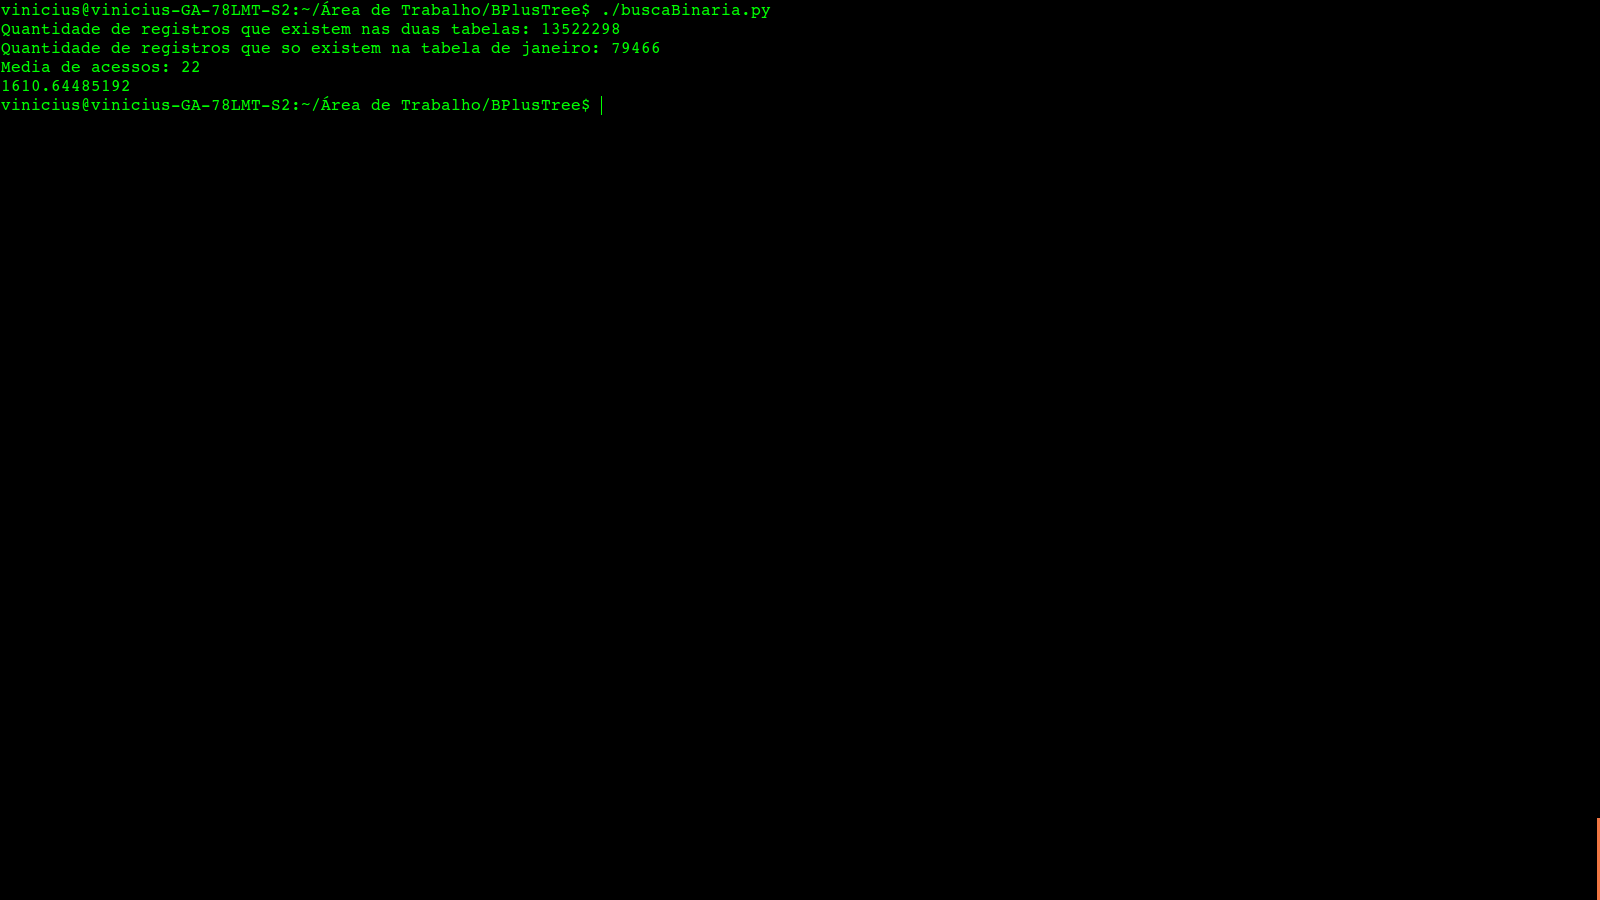 vinicius@vinicius-GA-78LMT-S2:~/Área de Trabalho/BPlusTree$ ./buscaBinaria.py
Quantidade de registros que existem nas duas tabelas: 13522298
Quantidade de registros que so existem na tabela de janeiro: 79466
Media de acessos: 22
1610.64485192
vinicius@vinicius-GA-78LMT-S2:~/Área de Trabalho/BPlusTree$